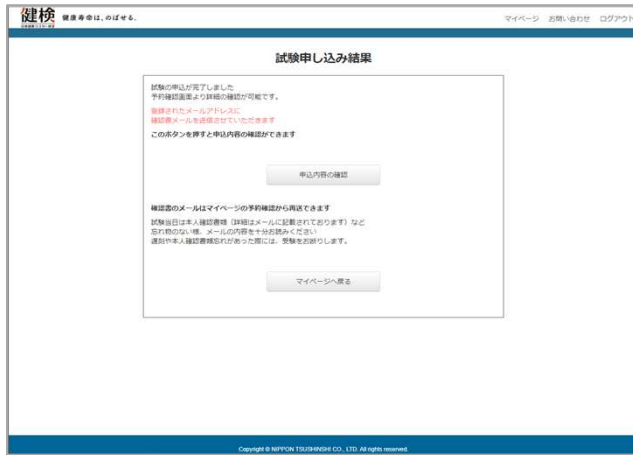 健検
健康寿命は、のばせる。
マイページ お問い合わせ ログアウト
試験申し込み結果
試験の申込が完了しました
予約確認画面より詳細の確認が可能です。
登録されたメールアドレスに
確認書メールを送信させていただきます
このボタンを押すと申込内容の確認ができます
申込内容の確認
確認書のメールはマイページの予約確認から再送できます
試験当日は本人確認書類（詳細はメールに記載されております）など
忘れ物のない様、メールの内容を十分お読みください
遅刻や本人確認書類忘れがあった際には、受験をお断りします。
マイページへ戻る
Copyright © NIPPON TSUSHINSHI CO., LTD. All rights reserved.